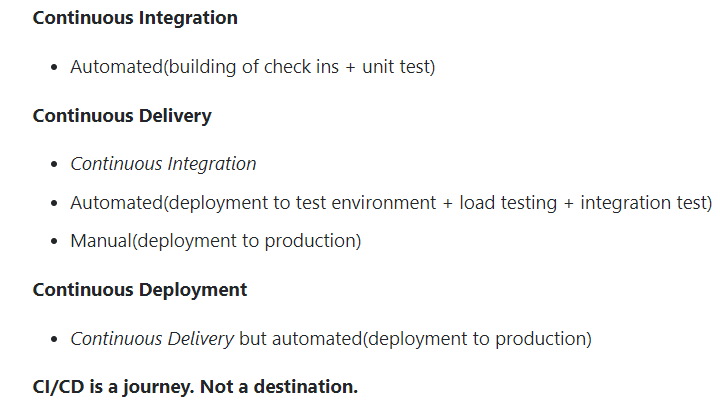 Continuous Integration
• Automated(building of check ins + unit test)
Continuous Delivery
• Continuous Integration
• Automated(deployment to test environment + load testing + integration test)
• Manual(deployment to production)
Continuous Deployment
• Continuous Delivery but automated(deployment to production)
CI/CD is a journey. Not a destination.